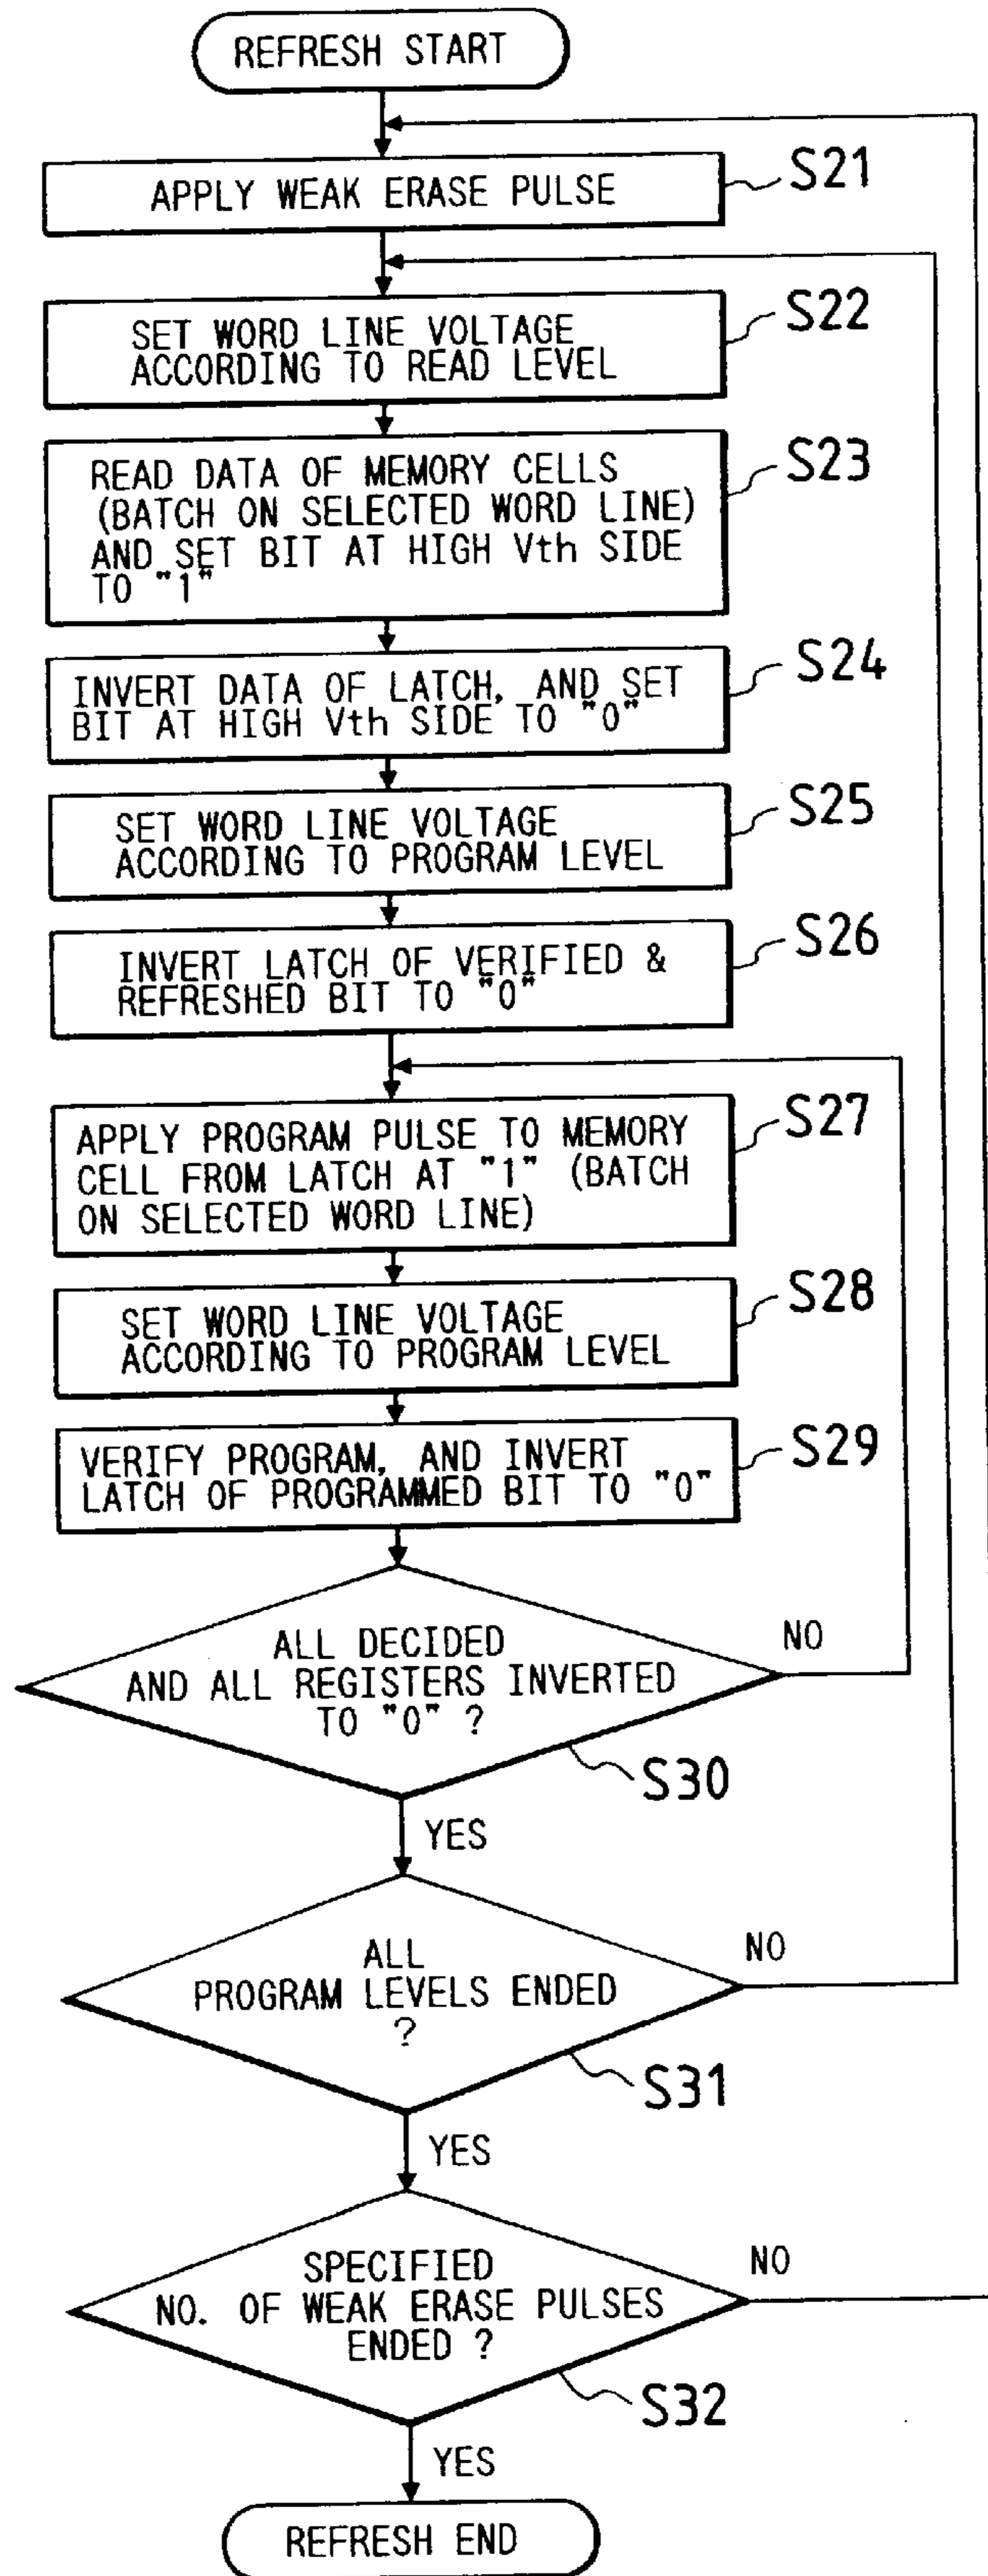 REFRESH START
APPLY WEAK ERASE PULSE
S21
SET WORD LINE VOLTAGE
ACCORDING TO READ LEVEL
S22
READ DATA OF MEMORY CELLS
(BATCH ON SELECTED WORD LINE)
AND SET BIT AT HIGH Vth SIDE
TO "1"
S23
INVERT DATA OF LATCH, AND SET
BIT AT HIGH Vth SIDE TO "0"
S24
SET WORD LINE VOLTAGE
ACCORDING TO PROGRAM LEVEL
S25
INVERT LATCH OF VERIFIED &
REFRESHED BIT TO "0"
S26
APPLY PROGRAM PULSE TO MEMORY
CELL FROM LATCH AT "1" (BATCH
ON SELECTED WORD LINE)
S27
SET WORD LINE VOLTAGE
ACCORDING TO PROGRAM LEVEL
S28
VERIFY PROGRAM, AND INVERT
LATCH OF PROGRAMMED BIT TO "0"
S29
ALL DECIDED
AND ALL REGISTERS INVERTED
TO "0" ?
NO
S30
YES
ALL
PROGRAM LEVELS ENDED
?
NO
S31
YES
SPECIFIED
NO. OF WEAK ERASE PULSES
ENDED ?
NO
S32
YES
REFRESH END